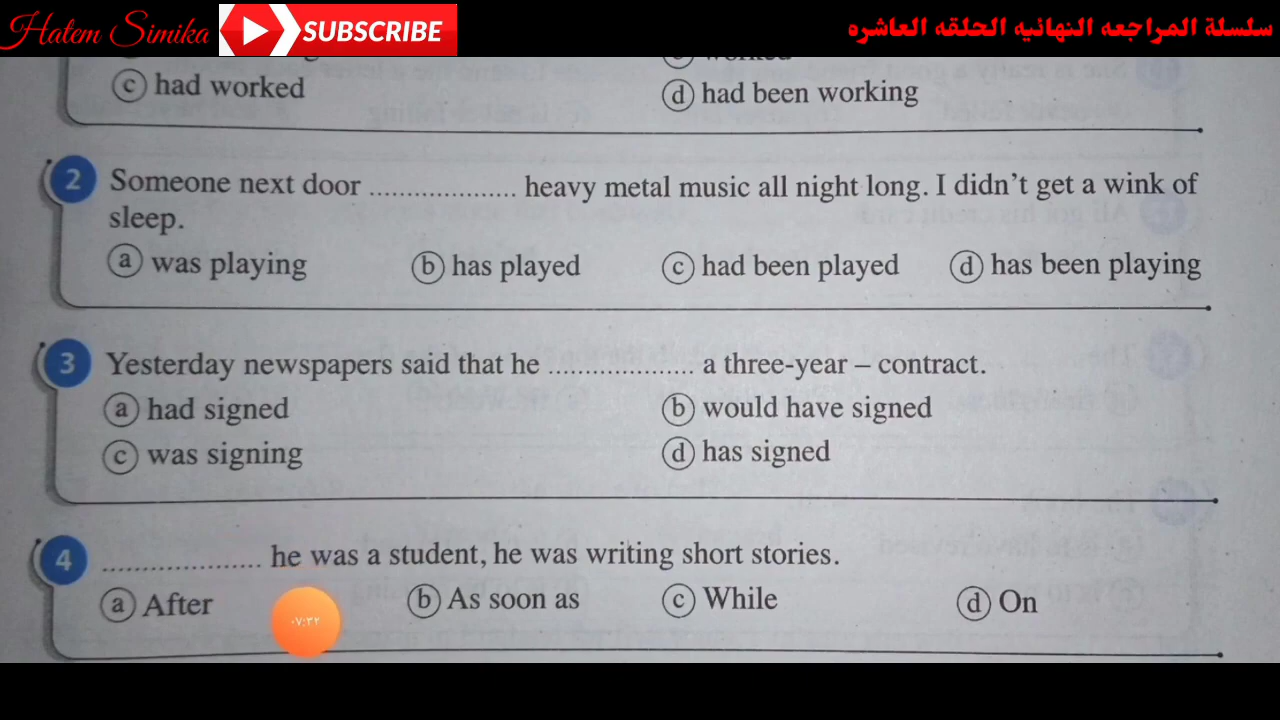 Hatem Simika
SUBSCRIBE
سلسلة المراجعه النهائيه الحلقه العاشره
c had worked
d had been working
2 Someone next door .................... heavy metal music all night long. I didn't get a wink of
sleep.
a was playing b has played c had been played d has been playing
3 Yesterday newspapers said that he .................... a three-year – contract.
a had signed b would have signed
c was signing d has signed
4 ...................... he was a student, he was writing short stories.
a After b As soon as c While d On
٠٧:٢٢